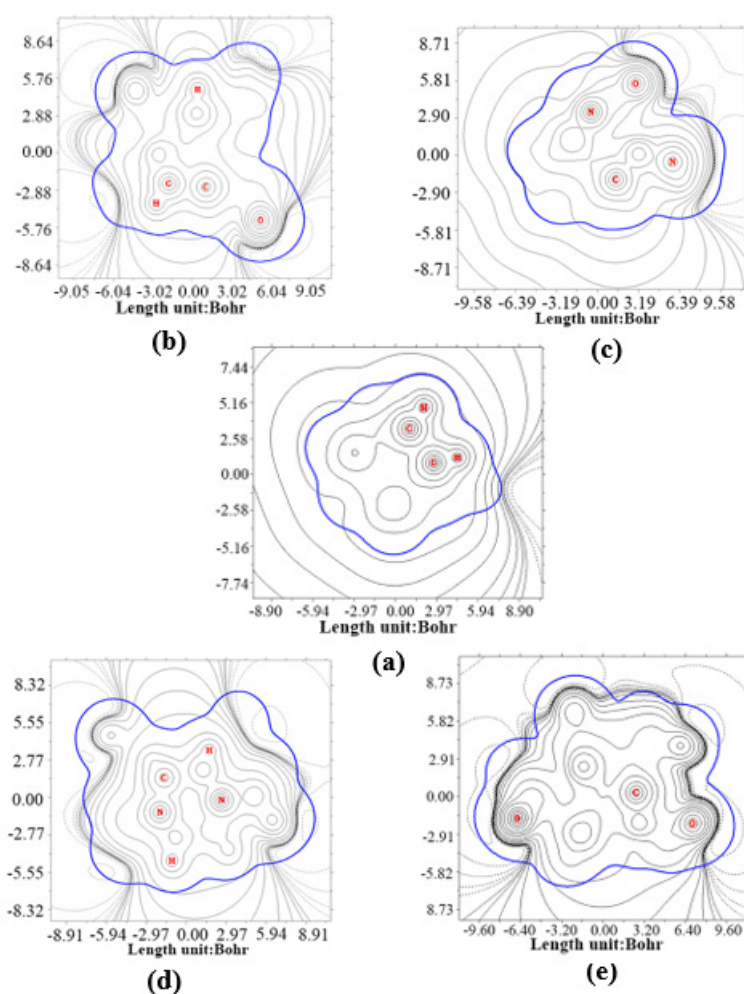 8.64
5.76
2.88
0.00
-2.88
-5.76
-8.64
H
C
C
H
O
-9.05 -6.04 -3.02 0.00 3.02 6.04 9.05
Length unit:Bohr
(b)
8.71
5.81
2.90
0.00
-2.90
-5.81
-8.71
O
N
N
C
-9.58 -6.39 -3.19 0.00 3.19 6.39 9.58
Length unit:Bohr
(c)
7.44
5.16
2.58
0.00
-2.58
-5.16
-7.74
H
C
H
-8.90 -5.94 -2.97 0.00 2.97 5.94 8.90
Length unit:Bohr
(a)
8.32
5.55
2.77
0.00
-2.77
-5.55
-8.32
H
C
N
N
H
-8.91 -5.94 -2.97 0.00 2.97 5.94 8.91
Length unit:Bohr
(d)
8.73
5.82
2.91
0.00
-2.91
-5.82
8.73
C
O
-9.60 -6.40 -3.20 0.00 3.20 6.40 9.60
Length unit:Bohr
(e)